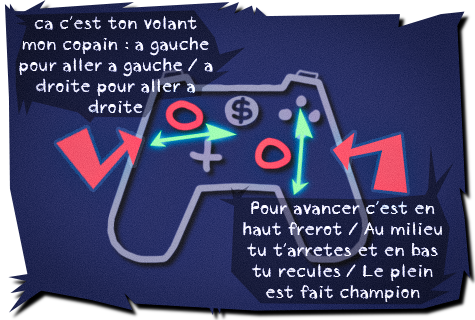 ca c'est ton volant
mon copain : a gauche
pour aller a gauche / a
droite pour aller a
droite
$
Pour avancer c'est en
haut frerot / Au milieu
tu t'arretes et en bas
tu recules / Le plein
est fait champion